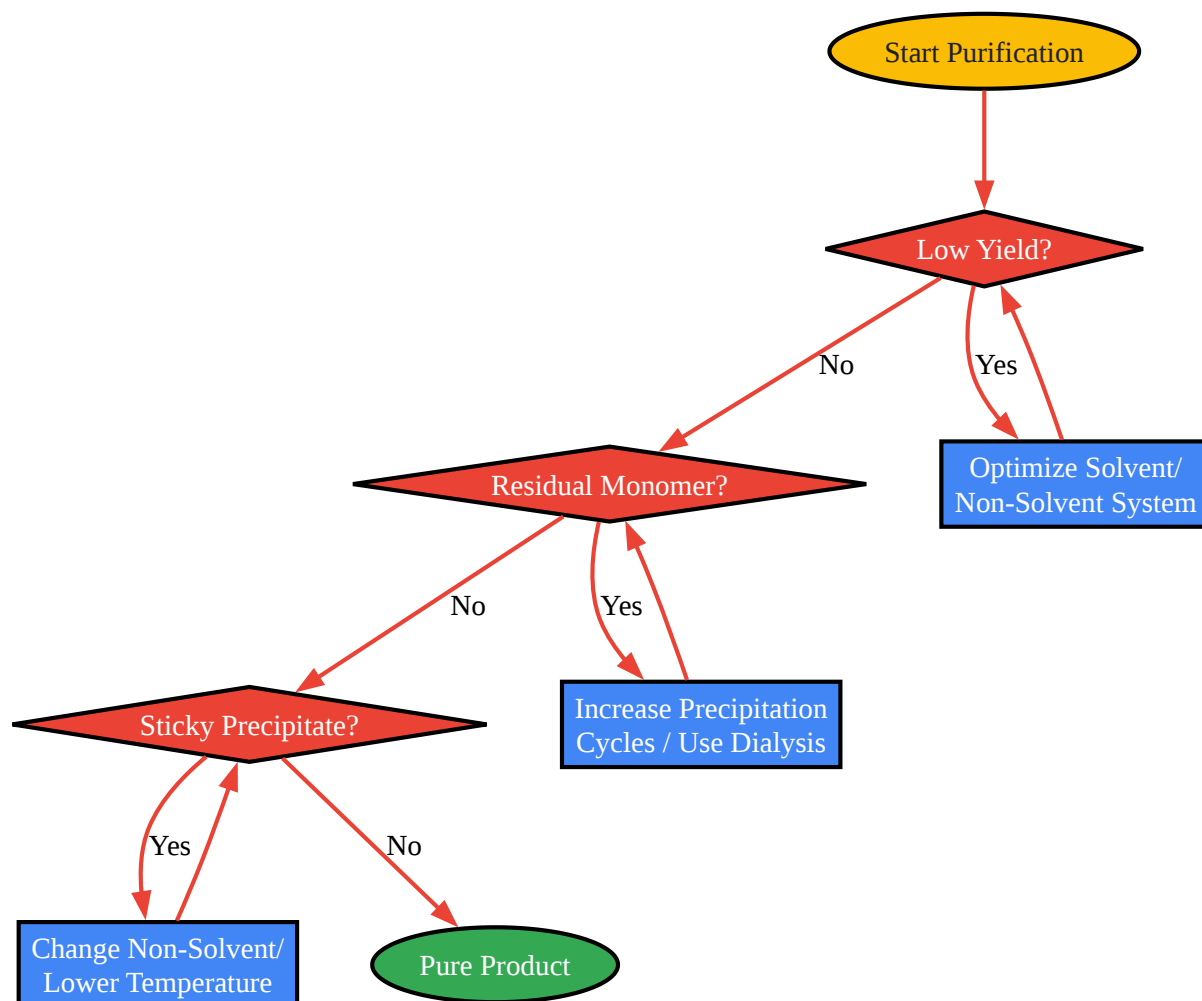 Start Purification
Low Yield?
No
Yes
Optimize Solvent/
Non-Solvent System
Residual Monomer?
No
Yes
Increase Precipitation
Cycles / Use Dialysis
Sticky Precipitate?
Yes
No
Change Non-Solvent/
Lower Temperature
Pure Product